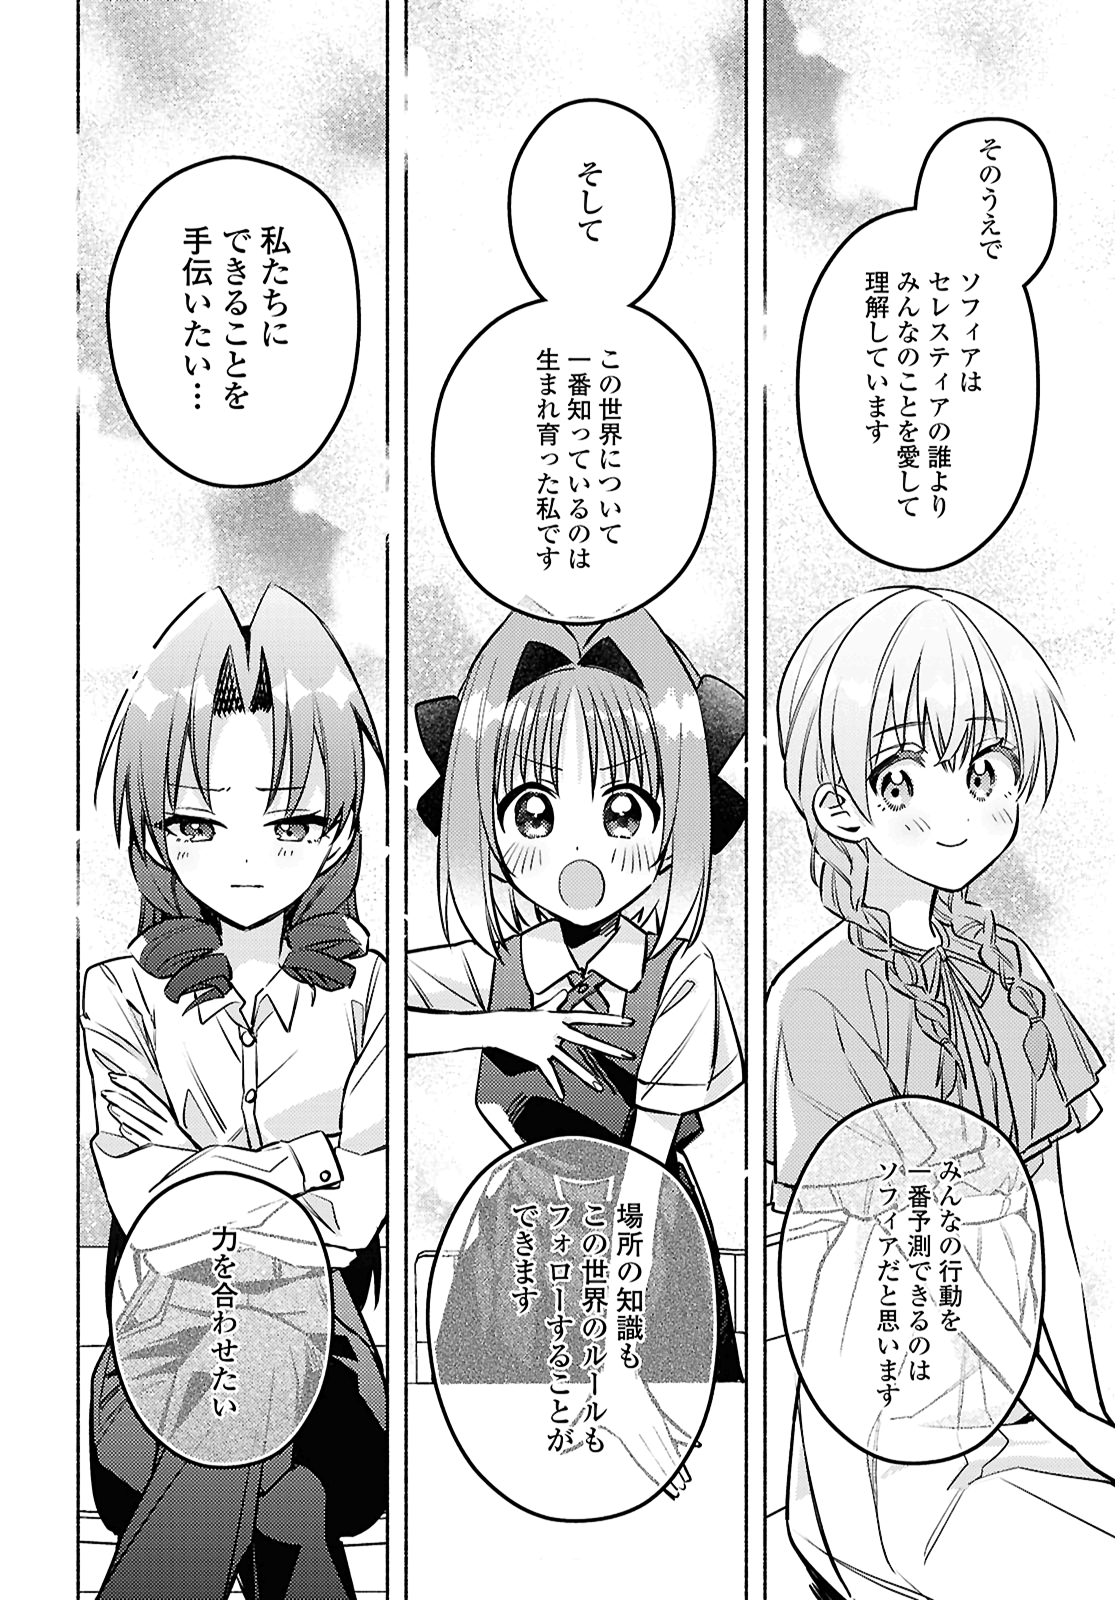 そのうえで
ソフィアは
セレスティアの誰より
みんなのことを愛して
理解しています
みんなの行動を
一番予測できるのは
ソフィアだと思います
そして
この世界について
一番知っているのは
生まれ育った私です
場所の知識も
この世界のルールも
フォローすることが
できます
私たちに
できることを
手伝いたい…
力を合わせたい